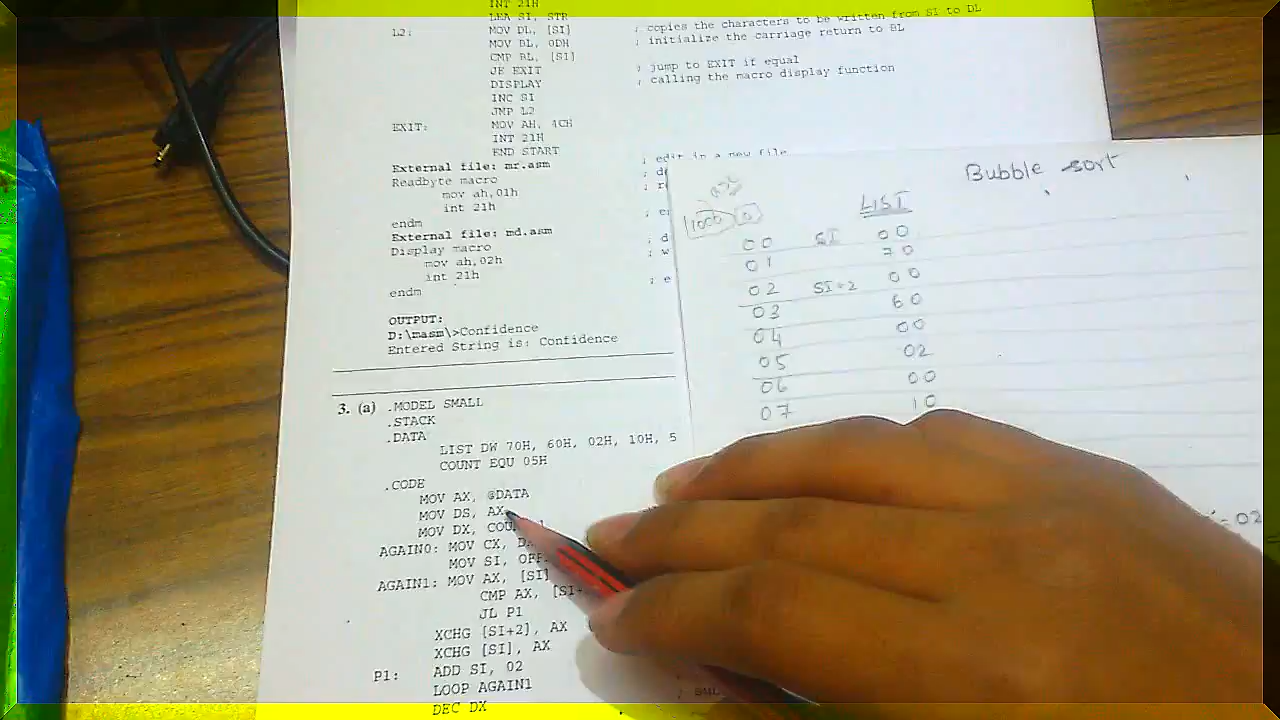 INT 21H
LEA SI, STR
L2: MOV DL, [SI] ; copies the characters to be written from SI to DL
MOV BL, 0DH ; initialize the carriage return to BL
CMP BL, [SI]
JE EXIT ; jump to EXIT if equal
DISPLAY ; calling the macro display function
INC SI
JMP L2
EXIT: MOV AH, 4CH
INT 21H
END START
External file: mr.asm ; edit in a new file
Readbyte macro
mov ah,01h
int 21h
endm
External file: md.asm
Display macro
mov ah,02h
int 21h
endm
OUTPUT:
D:\masm\>Confidence
Entered String is: Confidence
3. (a) .MODEL SMALL
.STACK
.DATA
LIST DW 70H, 60H, 02H, 10H, 5
COUNT EQU 05H
.CODE
MOV AX, @DATA
MOV DS, AX
MOV DX,
AGAIN0: MOV CX,
MOV SI,
AGAIN1: MOV AX, [SI]
CMP AX,
JL P1
XCHG [SI+2], AX
XCHG [SI], AX
P1: ADD SI, 02
LOOP AGAIN1
DEC DX
Bubble sort
LIST
00 SI 00
01 70
02 SI=2 00
03 60
04 00
05 02
06 00
07 10
02